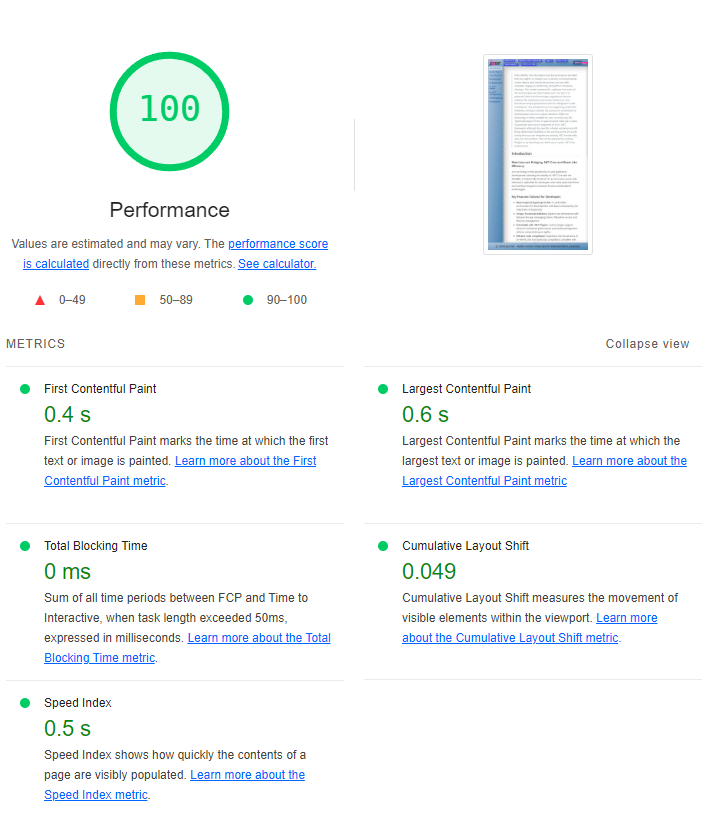 100
Performance
Values are estimated and may vary. The performance score
is calculated directly from these metrics. See calculator.
0–49
50–89
90–100
METRICS
Collapse view
First Contentful Paint
0.4 s
First Contentful Paint marks the time at which the first
text or image is painted. Learn more about the First
Contentful Paint metric.
Largest Contentful Paint
0.6 s
Largest Contentful Paint marks the time at which the
largest text or image is painted. Learn more about the
Largest Contentful Paint metric
Total Blocking Time
0 ms
Sum of all time periods between FCP and Time to
Interactive, when task length exceeded 50ms,
expressed in milliseconds. Learn more about the Total
Blocking Time metric.
Cumulative Layout Shift
0.049
Cumulative Layout Shift measures the movement of
visible elements within the viewport. Learn more
about the Cumulative Layout Shift metric.
Speed Index
0.5 s
Speed Index shows how quickly the contents of a
page are visibly populated. Learn more about the
Speed Index metric.